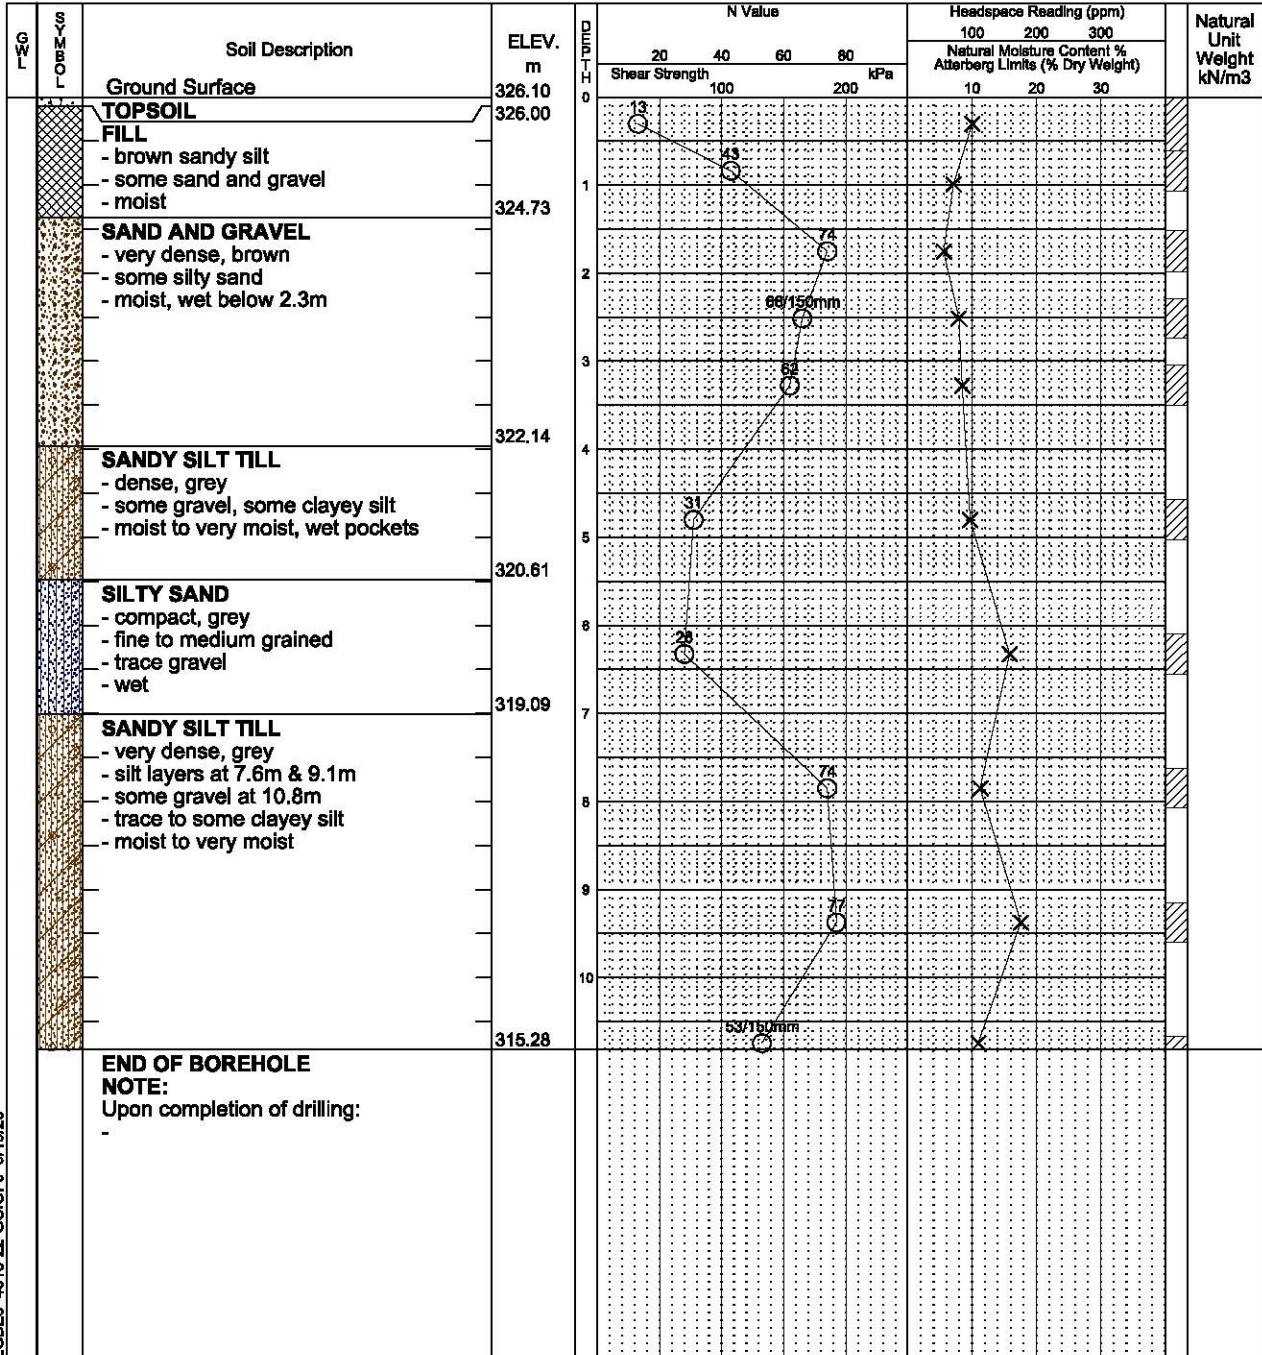 GWL
SYMBOL
Soil Description
Ground Surface
ELEV.
m
326.10
DEPTH
0
N Value
20 40 60 80
Shear Strength kPa
100 200
Headspace Reading (ppm)
100 200 300
Natural Moisture Content %
Atterberg Limits (% Dry Weight)
10 20 30
Natural
Unit
Weight
kN/m3
TOPSOIL
326.00
FILL
- brown sandy silt
- some sand and gravel
- moist
324.73
SAND AND GRAVEL
- very dense, brown
- some silty sand
- moist, wet below 2.3m
322.14
SANDY SILT TILL
- dense, grey
- some gravel, some clayey silt
- moist to very moist, wet pockets
320.61
SILTY SAND
- compact, grey
- fine to medium grained
- trace gravel
- wet
319.09
SANDY SILT TILL
- very dense, grey
- silt layers at 7.6m & 9.1m
- some gravel at 10.8m
- trace to some clayey silt
- moist to very moist
315.28
END OF BOREHOLE
NOTE:
Upon completion of drilling:
-
1
2
3
4
5
6
7
8
9
10
13
43
74
66/150mm
62
31
28
74
77
53/150mm